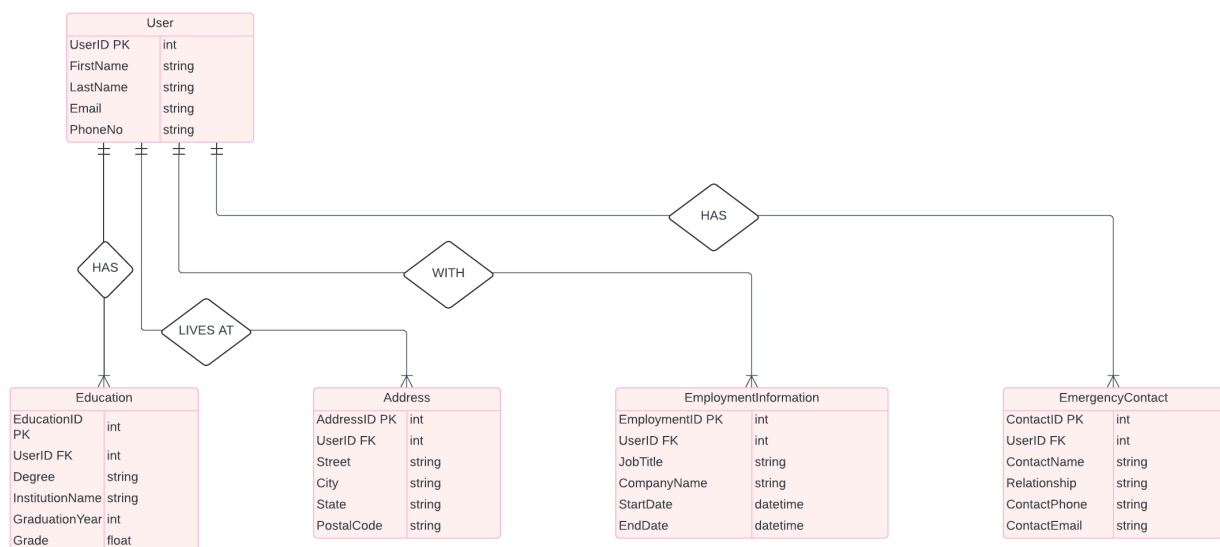 User
UserID PK int
FirstName string
LastName string
Email string
PhoneNo string
HAS
HAS
WITH
LIVES AT
Education
EducationID
PK int
UserID FK int
Degree string
InstitutionName string
GraduationYear int
Grade float
Address
AddressID PK int
UserID FK int
Street string
City string
State string
PostalCode string
EmploymentInformation
EmploymentID PK int
UserID FK int
JobTitle string
CompanyName string
StartDate datetime
EndDate datetime
EmergencyContact
ContactID PK int
UserID FK int
ContactName string
Relationship string
ContactPhone string
ContactEmail string